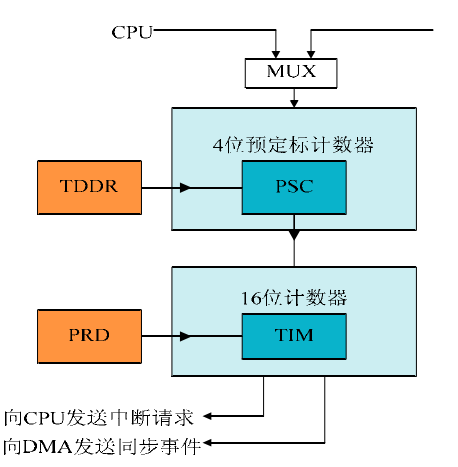 CPU
MUX
4位预定标计数器
TDDR
PSC
16位计数器
PRD
TIM
向CPU发送中断请求
向DMA发送同步事件